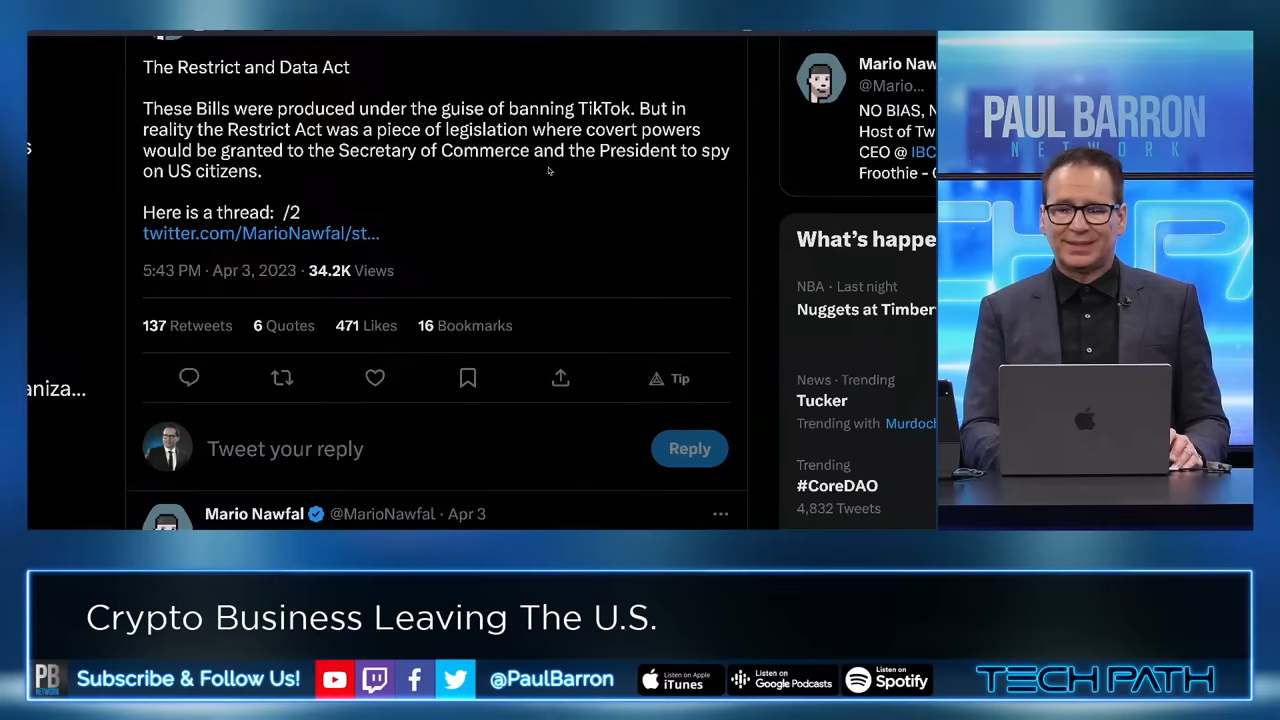 The Restrict and Data Act
These Bills were produced under the guise of banning TikTok. But in
reality the Restrict Act was a piece of legislation where covert powers
would be granted to the Secretary of Commerce and the President to spy
on US citizens.
Here is a thread: /2
twitter.com/MarioNawfal/st...
5:43 PM · Apr 3, 2023 · 34.2K Views
137 Retweets 6 Quotes 471 Likes 16 Bookmarks
Tip
Tweet your reply
Reply
Mario Nawfal @MarioNawfal · Apr 3
s
aniza...
Mario Naw
@Mario...
NO BIAS, N
Host of Tw
CEO @ IBC
Froothie - C
What's happe
NBA · Last night
Nuggets at Timber
News · Trending
Tucker
Trending with Murdoch
Trending
#CoreDAO
4,832 Tweets
PAUL BARRON
NETWORK
Crypto Business Leaving The U.S.
PB
NETWORK
Subscribe & Follow Us!
@PaulBarron
Listen on Apple
iTunes
Listen on
Google Podcasts
Listen on
Spotify
TECH PATH